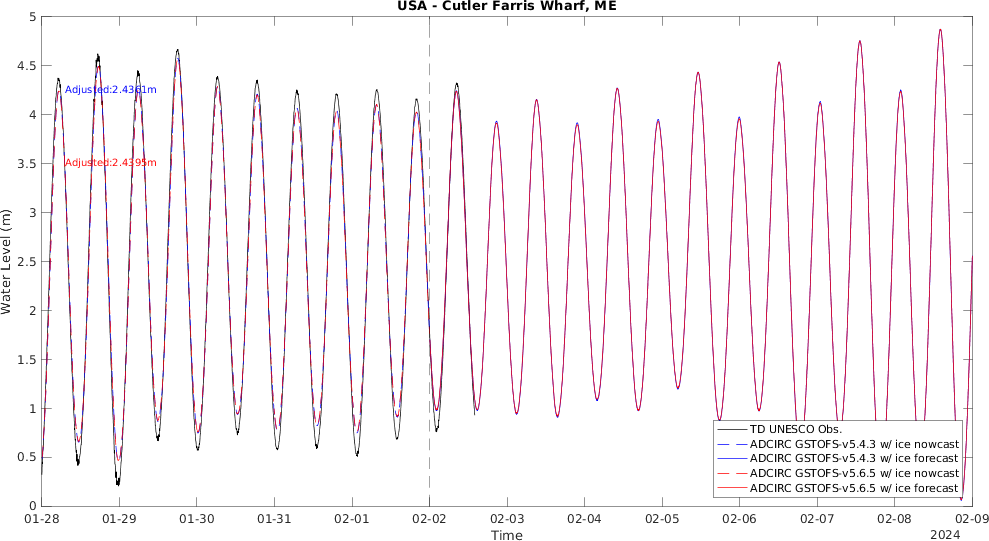 USA - Cutler Farris Wharf, ME
5
4.5
4
3.5
3
2.5
2
1.5
1
0.5
0
Water Level (m)
Adjusted:2.4361m
Adjusted:2.4395m
TD UNESCO Obs.
ADCIRC GSTOFS-v5.4.3 w/ ice nowcast
ADCIRC GSTOFS-v5.4.3 w/ ice forecast
ADCIRC GSTOFS-v5.6.5 w/ ice nowcast
ADCIRC GSTOFS-v5.6.5 w/ ice forecast
01-28 01-29 01-30 01-31 02-01 02-02 02-03 02-04 02-05 02-06 02-07 02-08 02-09
Time
2024